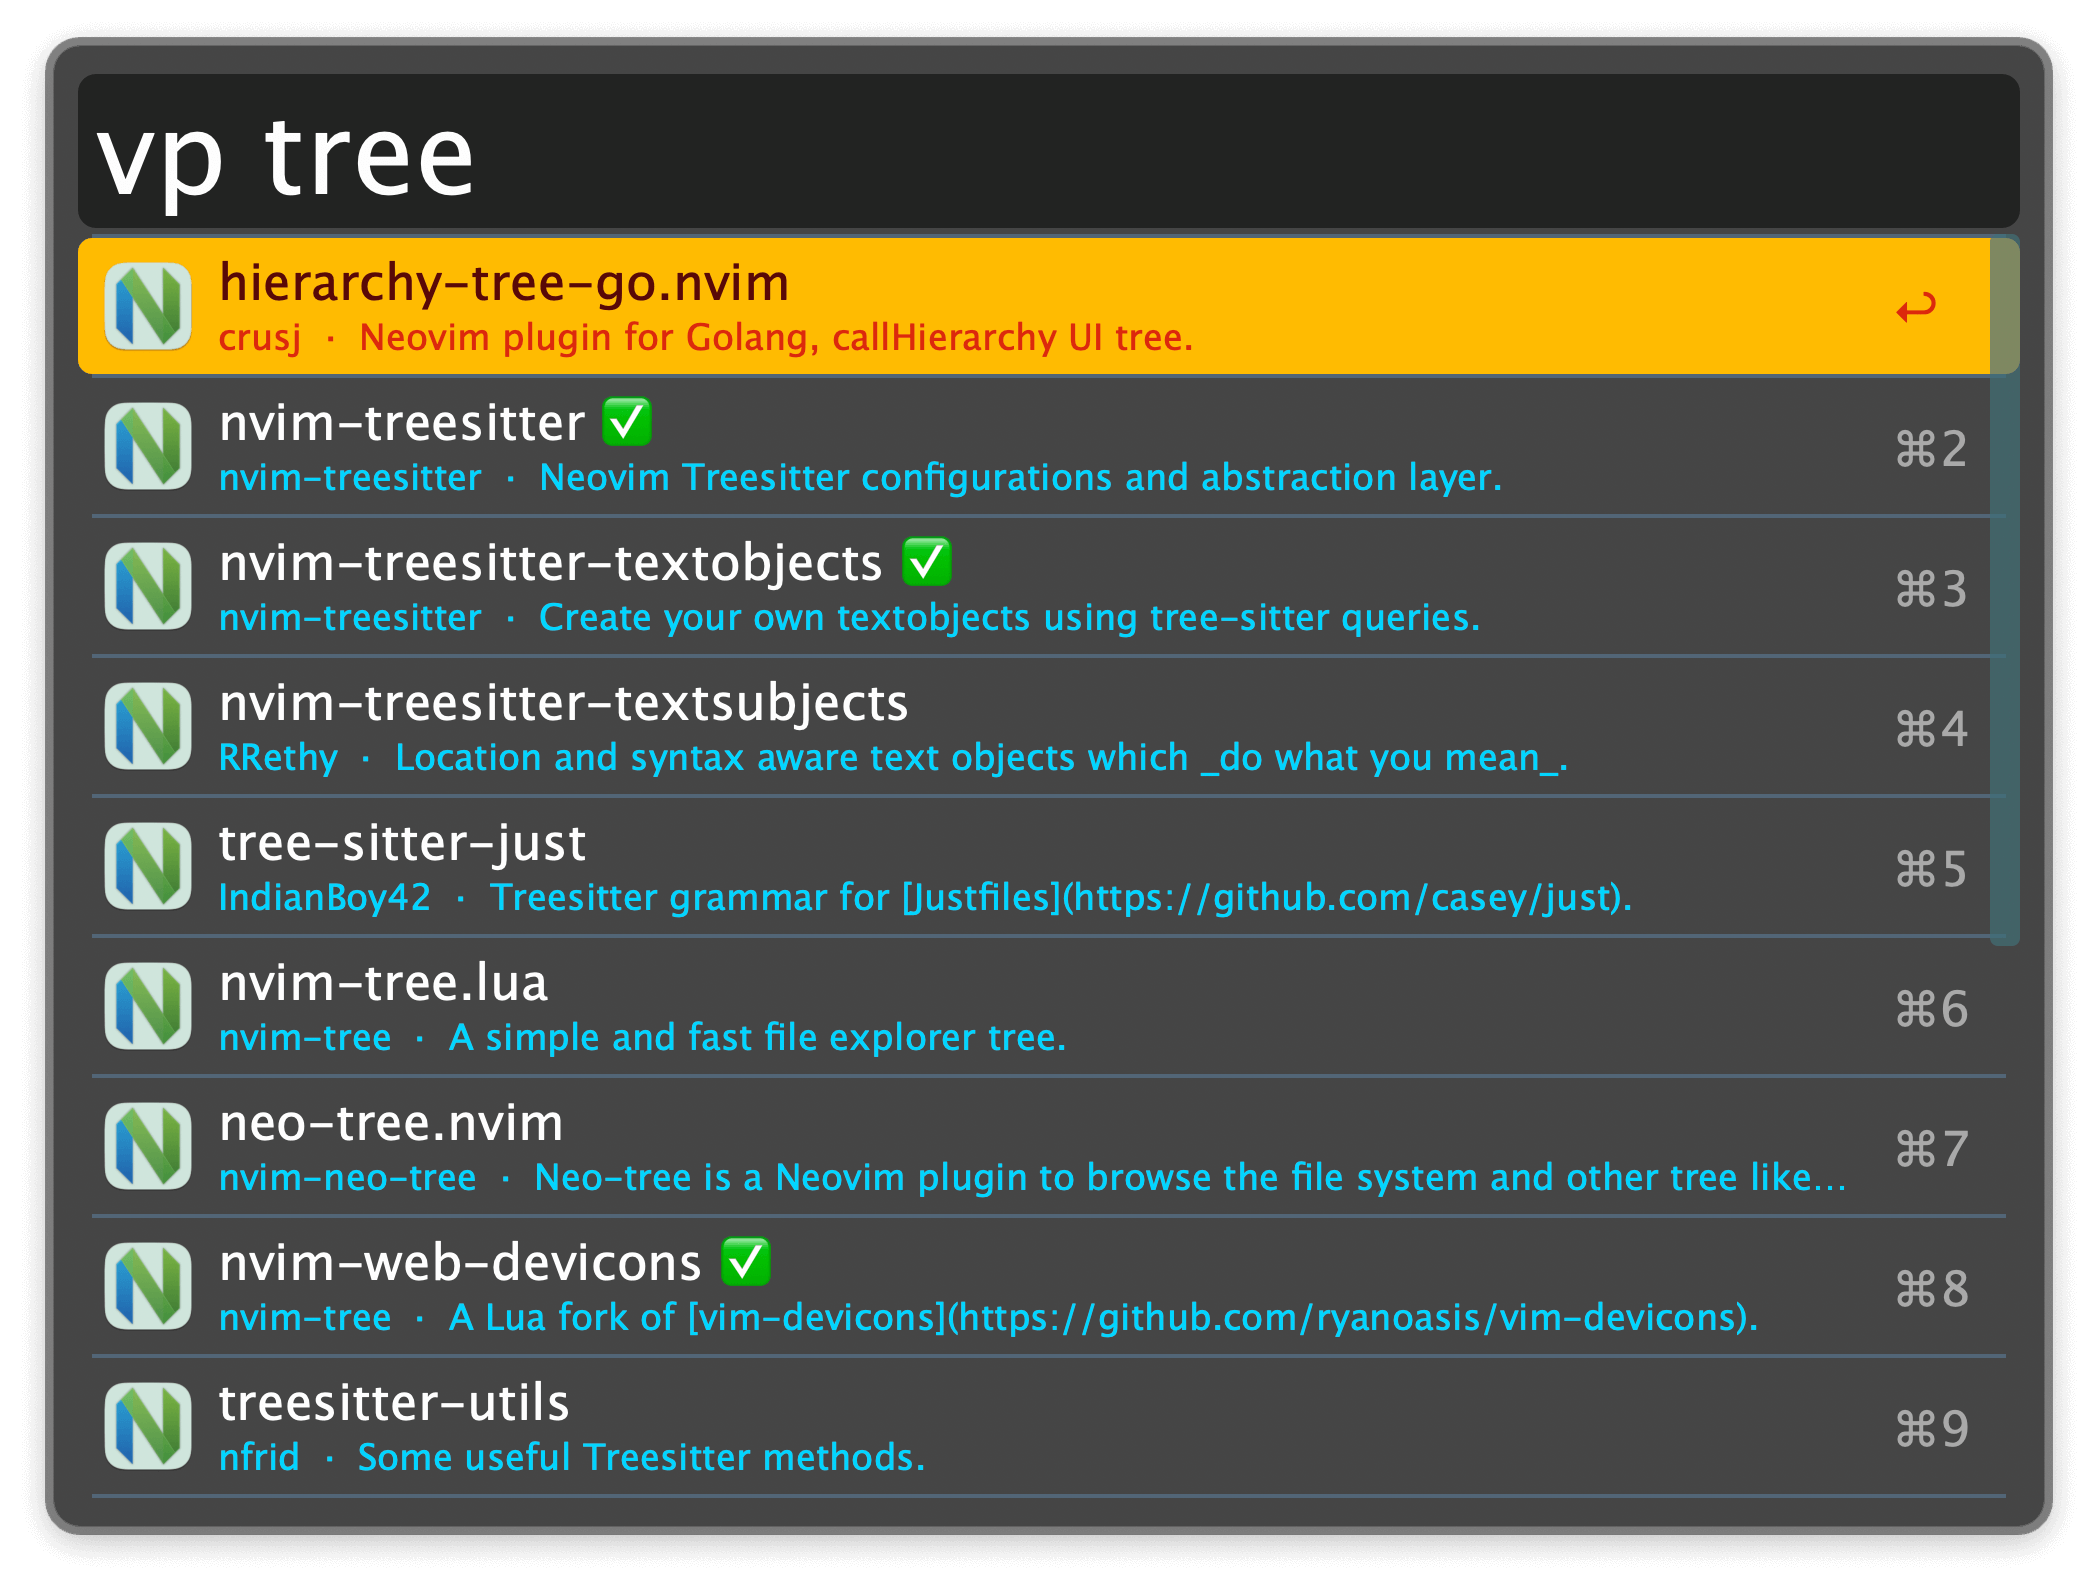 vp tree
hierarchy-tree-go.nvim
crusj · Neovim plugin for Golang, callHierarchy UI tree.
↩
nvim-treesitter ✅
nvim-treesitter · Neovim Treesitter configurations and abstraction layer.
⌘2
nvim-treesitter-textobjects ✅
nvim-treesitter · Create your own textobjects using tree-sitter queries.
⌘3
nvim-treesitter-textsubjects
RRethy · Location and syntax aware text objects which _do what you mean_.
⌘4
tree-sitter-just
IndianBoy42 · Treesitter grammar for [Justfiles](https://github.com/casey/just).
⌘5
nvim-tree.lua
nvim-tree · A simple and fast file explorer tree.
⌘6
neo-tree.nvim
nvim-neo-tree · Neo-tree is a Neovim plugin to browse the file system and other tree like...
⌘7
nvim-web-devicons ✅
nvim-tree · A Lua fork of [vim-devicons](https://github.com/ryanoasis/vim-devicons).
⌘8
treesitter-utils
nfrid · Some useful Treesitter methods.
⌘9